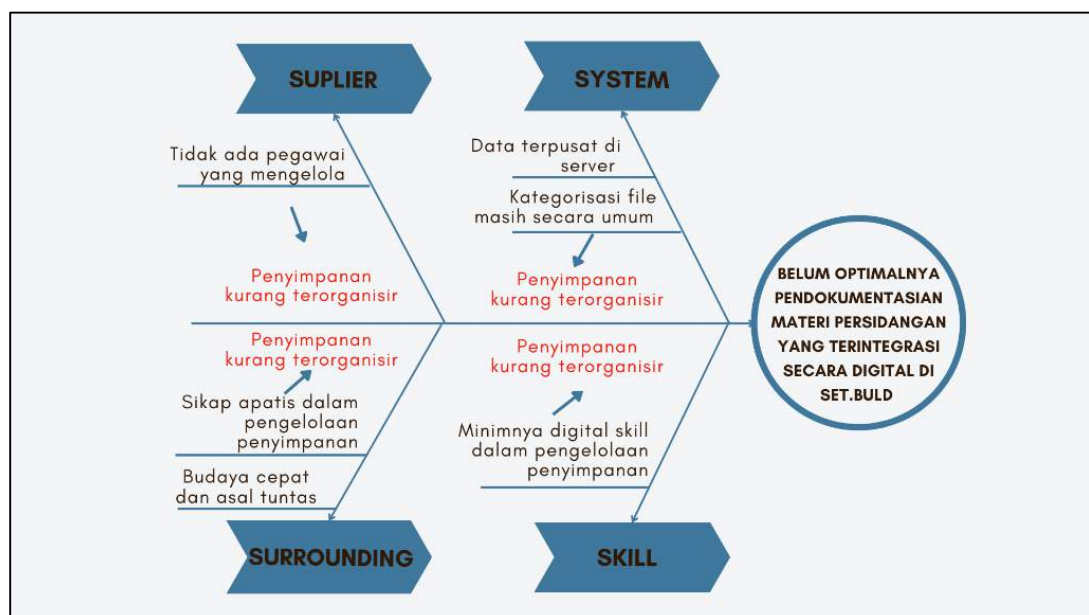 SUPLIER
SYSTEM
Tidak ada pegawai
yang mengelola
Data terpusat di
server
Kategorisasi file
masih secara umum
Penyimpanan
kurang terorganisir
Penyimpanan
kurang terorganisir
BELUM OPTIMALNYA
PENDOKUMENTASIAN
MATERI PERSIDANGAN
YANG TERINTEGRASI
SECARA DIGITAL DI
SET.BULD
Penyimpanan
kurang terorganisir
Penyimpanan
kurang terorganisir
Sikap apatis dalam
pengelolaan
penyimpanan
Minimnya digital skill
dalam pengelolaan
penyimpanan
Budaya cepat
dan asal tuntas
SURROUNDING
SKILL